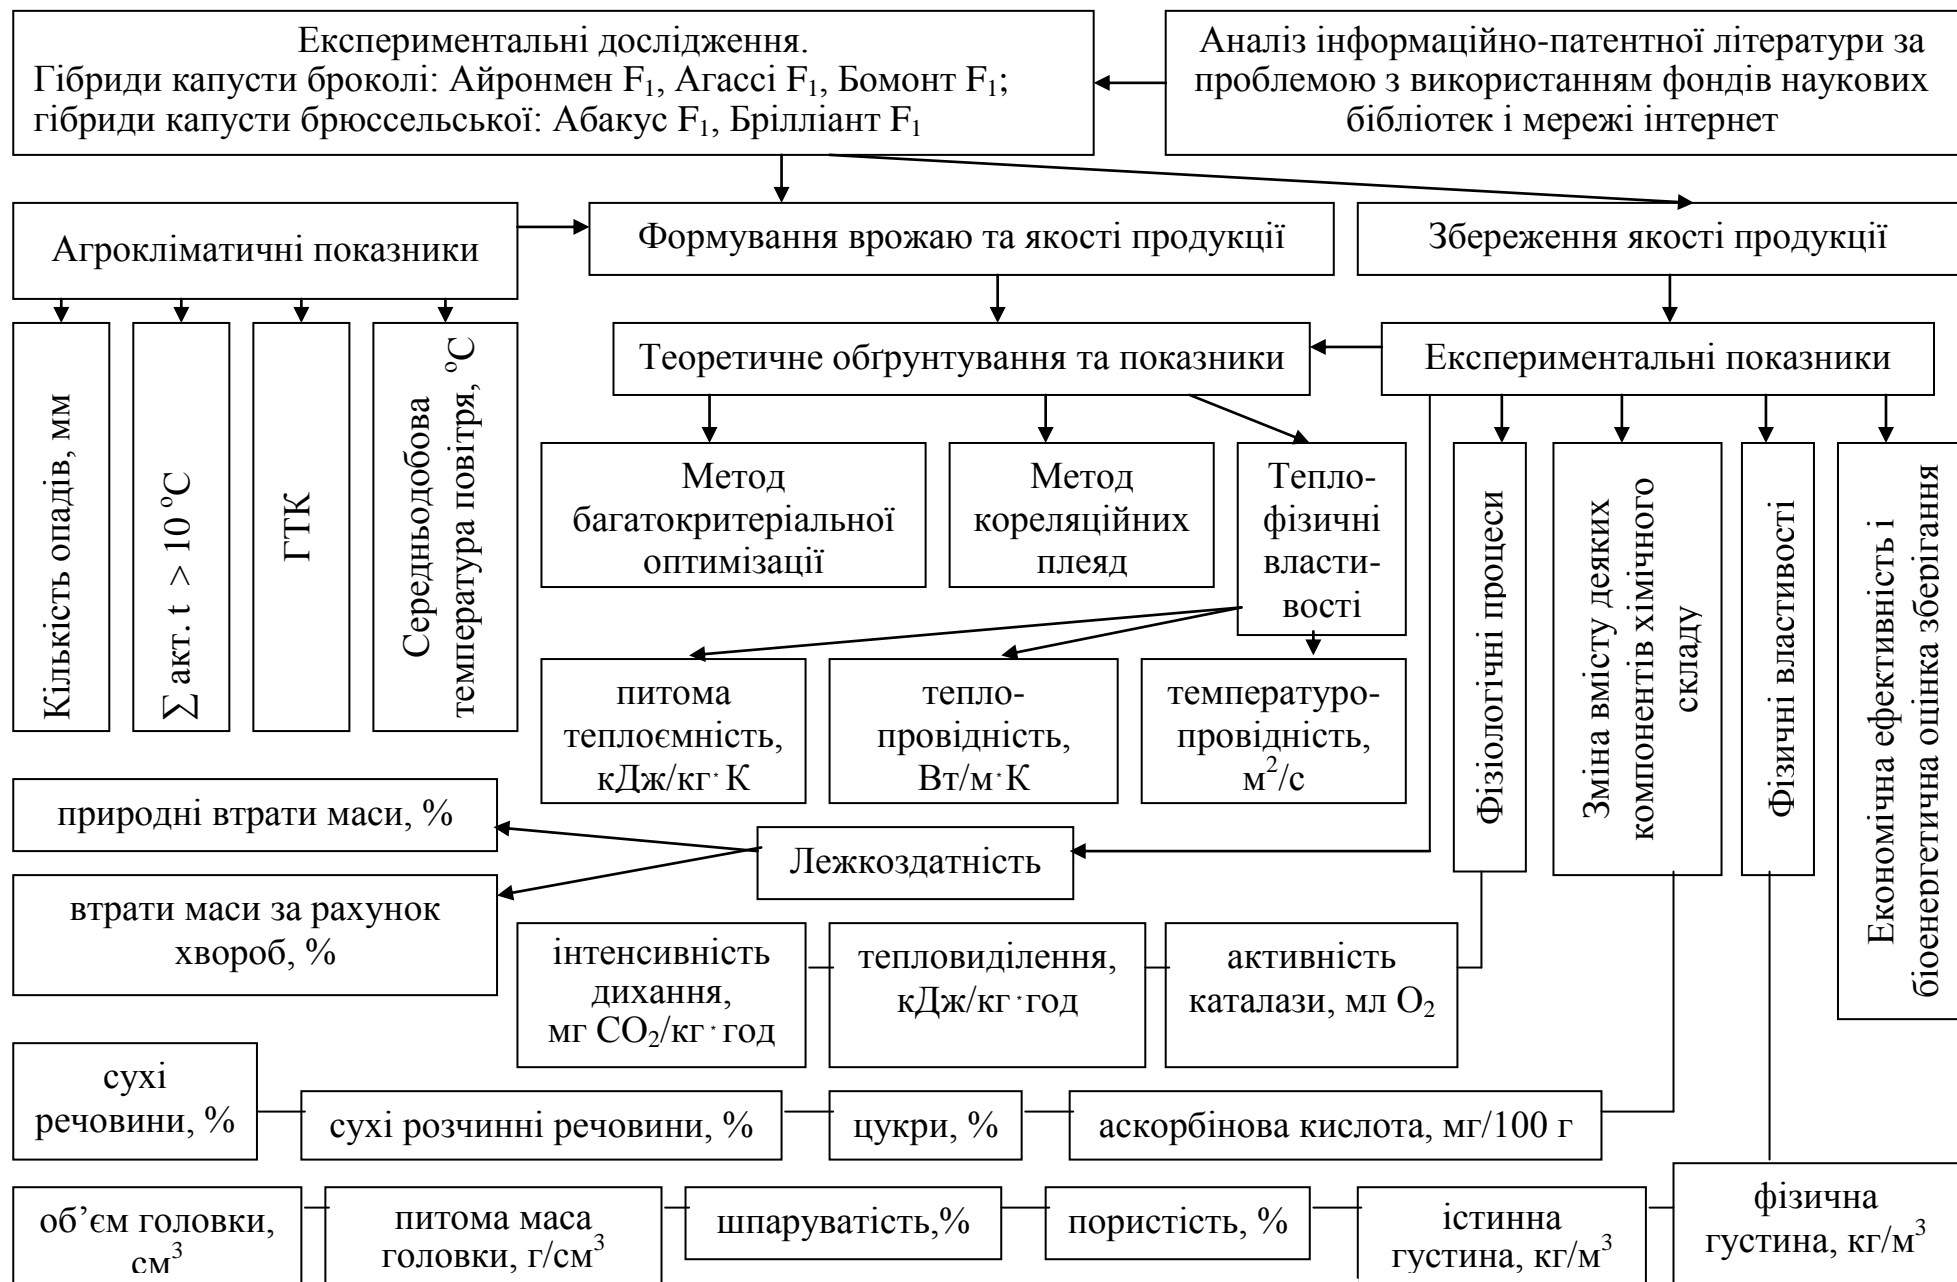 Експериментальні дослідження.
Гібриди капусти броколі: Айронмен F₁, Агассі F₁, Бомонт F₁;
гібриди капусти брюссельської: Абакус F₁, Брілліант F₁
Аналіз інформаційно-патентної літератури за
проблемою з використанням фондів наукових
бібліотек і мережі інтернет
Агрокліматичні показники
Формування врожаю та якості продукції
Збереження якості продукції
Кількість опадів, мм
∑ акт. t > 10 °С
ГТК
Середньодобова
температура повітря, °С
Теоретичне обґрунтування та показники
Експериментальні показники
Метод
багатокритеріальної
оптимізації
Метод
кореляційних
плеяд
Тепло-
фізичні
власти-
вості
Фізіологічні процеси
Зміна вмісту деяких
компонентів хімічного
складу
Фізичні властивості
Економічна ефективність і
біоенергетична оцінка зберігання
питома
теплоємність,
кДж/кг·К
тепло-
провідність,
Вт/м·К
температуро-
провідність,
м²/с
природні втрати маси, %
Лежкоздатність
втрати маси за рахунок
хвороб, %
інтенсивність
дихання,
мг СО₂/кг·год
тепловиділення,
кДж/кг·год
активність
каталази, мл О₂
сухі
речовини, %
сухі розчинні речовини, %
цукри, %
аскорбінова кислота, мг/100 г
об’єм головки,
см³
питома маса
головки, г/см³
шпаруватість,%
пористість, %
істинна
густина, кг/м³
фізична
густина, кг/м³